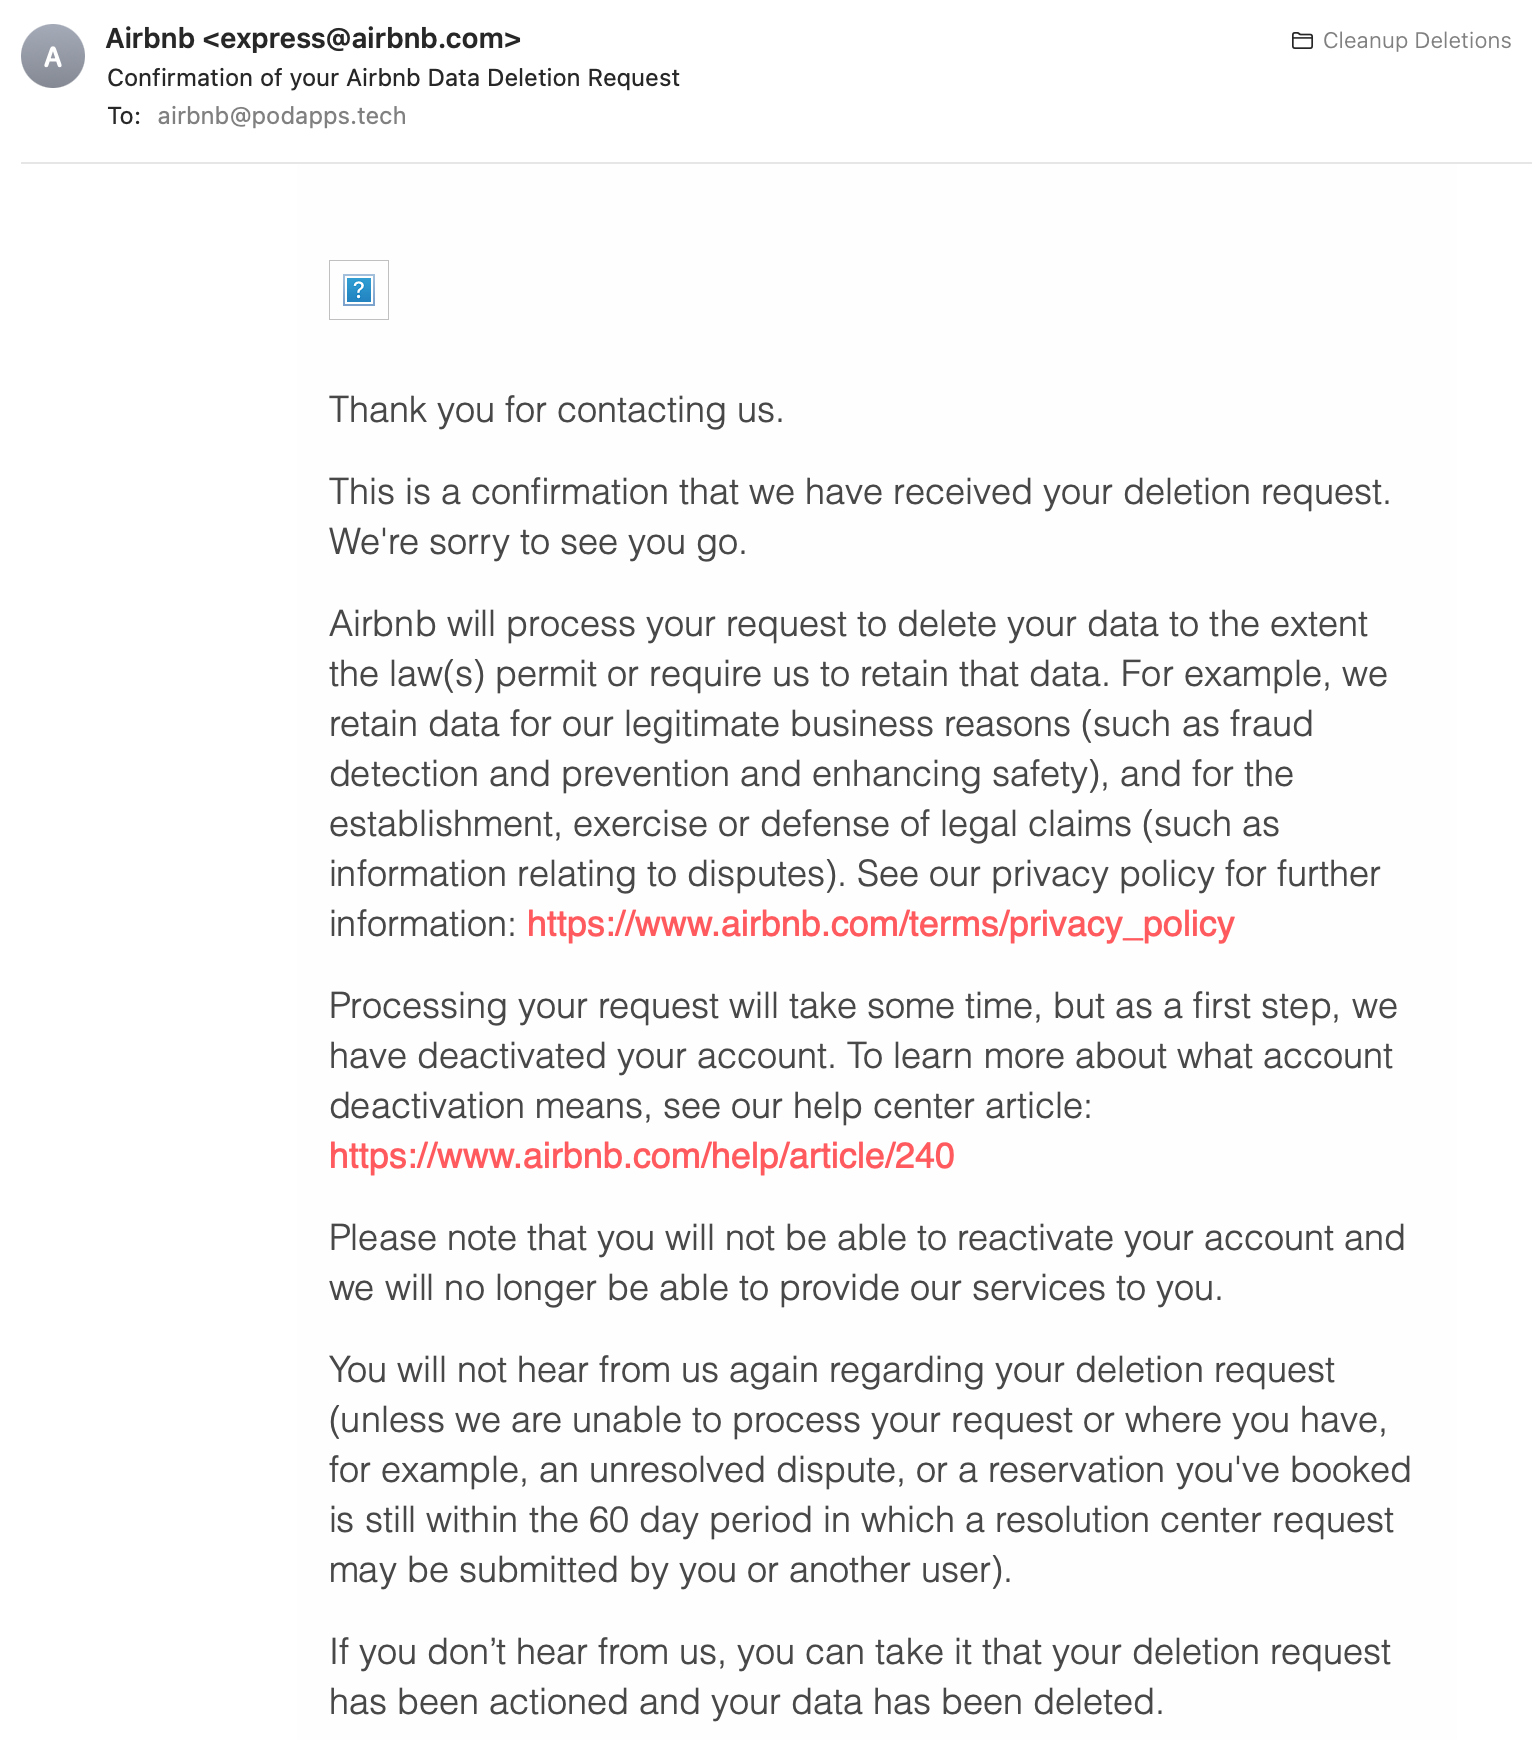 A
Airbnb <express@airbnb.com>
Cleanup Deletions
Confirmation of your Airbnb Data Deletion Request
To: airbnb@podapps.tech
?
Thank you for contacting us.
This is a confirmation that we have received your deletion request.
We're sorry to see you go.
Airbnb will process your request to delete your data to the extent
the law(s) permit or require us to retain that data. For example, we
retain data for our legitimate business reasons (such as fraud
detection and prevention and enhancing safety), and for the
establishment, exercise or defense of legal claims (such as
information relating to disputes). See our privacy policy for further
information: https://www.airbnb.com/terms/privacy_policy
Processing your request will take some time, but as a first step, we
have deactivated your account. To learn more about what account
deactivation means, see our help center article:
https://www.airbnb.com/help/article/240
Please note that you will not be able to reactivate your account and
we will no longer be able to provide our services to you.
You will not hear from us again regarding your deletion request
(unless we are unable to process your request or where you have,
for example, an unresolved dispute, or a reservation you've booked
is still within the 60 day period in which a resolution center request
may be submitted by you or another user).
If you don’t hear from us, you can take it that your deletion request
has been actioned and your data has been deleted.